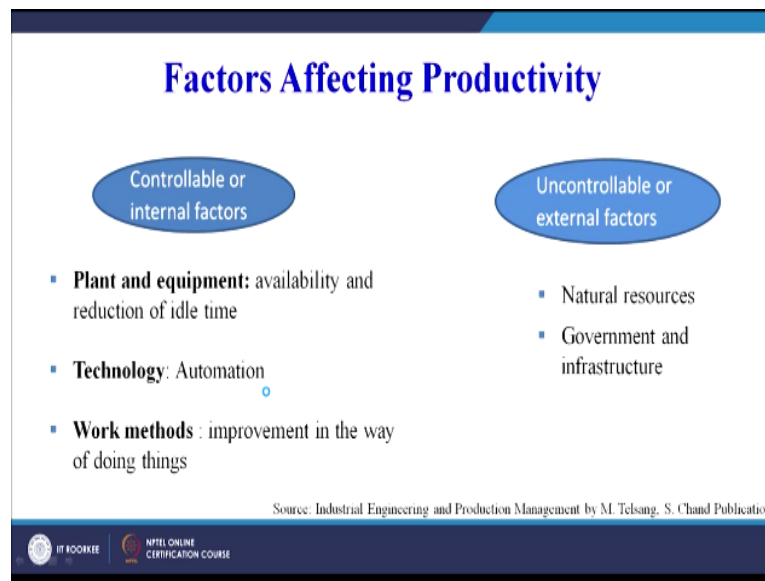 Factors Affecting Productivity
Controllable or
internal factors
Plant and equipment: availability and
reduction of idle time
Technology: Automation
Work methods : improvement in the way
of doing things
Uncontrollable or
external factors
Natural resources
Government and
infrastructure
Source: Industrial Engineering and Production Management by M. Telsang, S. Chand Publicatio
IT ROORKEE
NPTEL ONLINE
CERTIFICATION COURSE